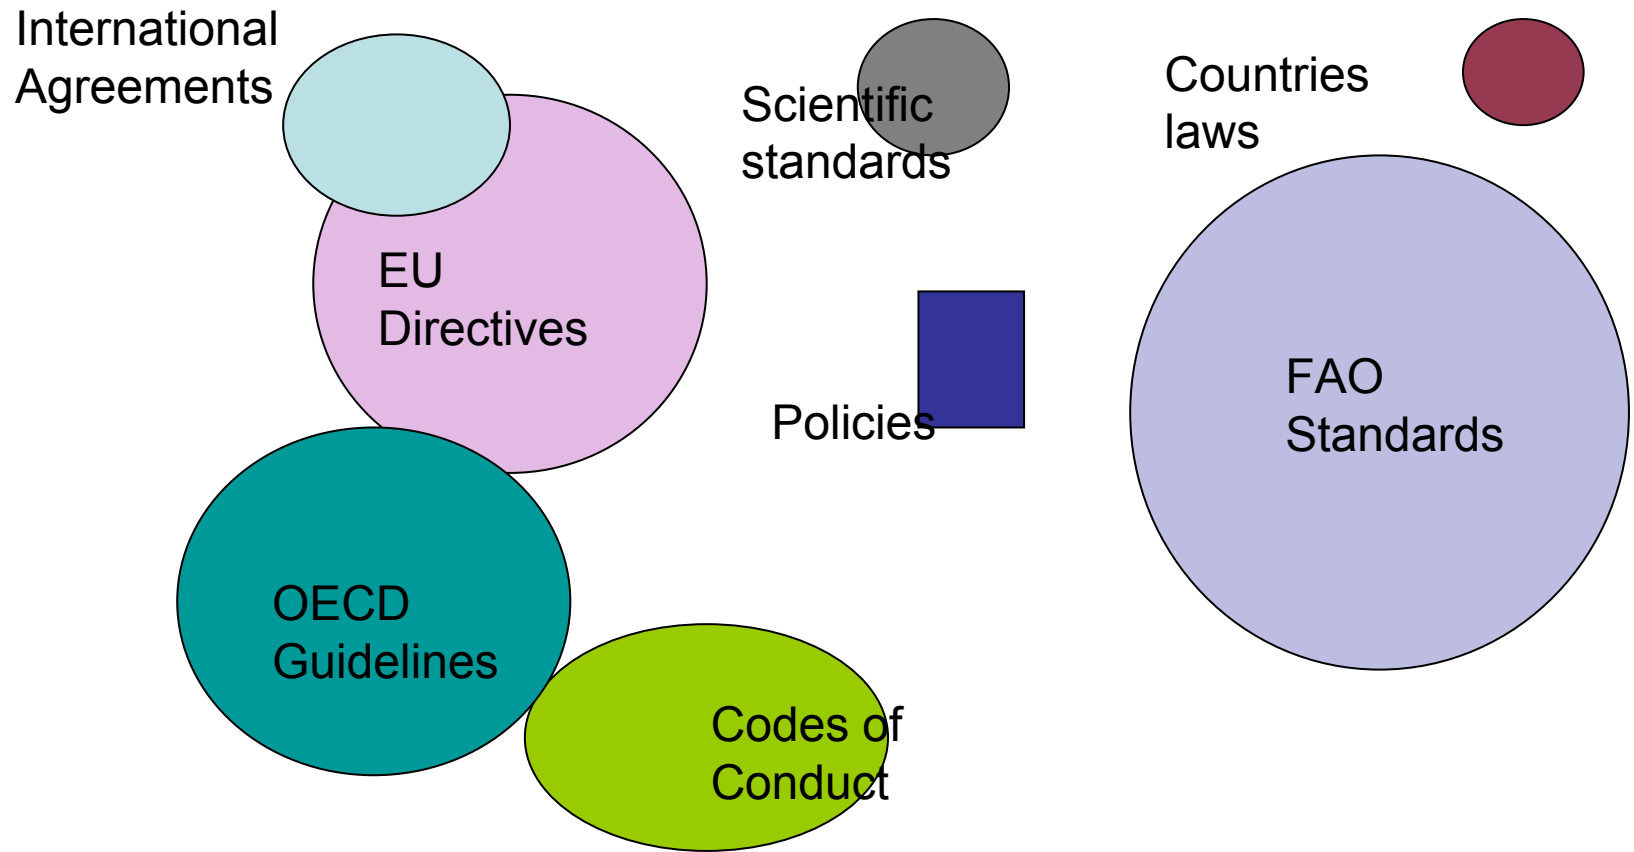 International
Agreements
Scientific
standards
Countries
laws
EU
Directives
Policies
FAO
Standards
OECD
Guidelines
Codes of
Conduct